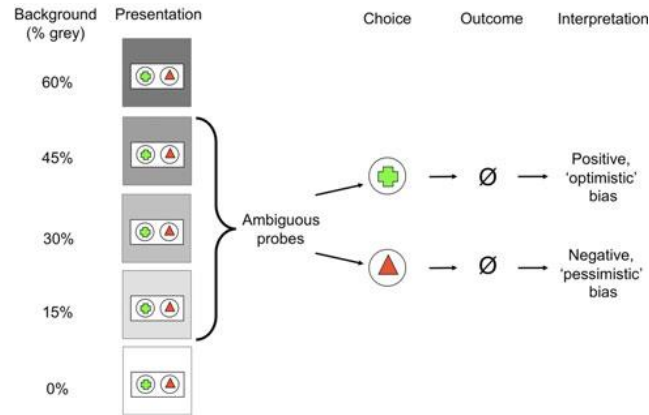 Background
(% grey)
Presentation
Choice
Outcome
Interpretation
60%
45%
30%
15%
0%
Ambiguous
probes
Ø
Positive,
'optimistic'
bias
Ø
Negative,
'pessimistic'
bias